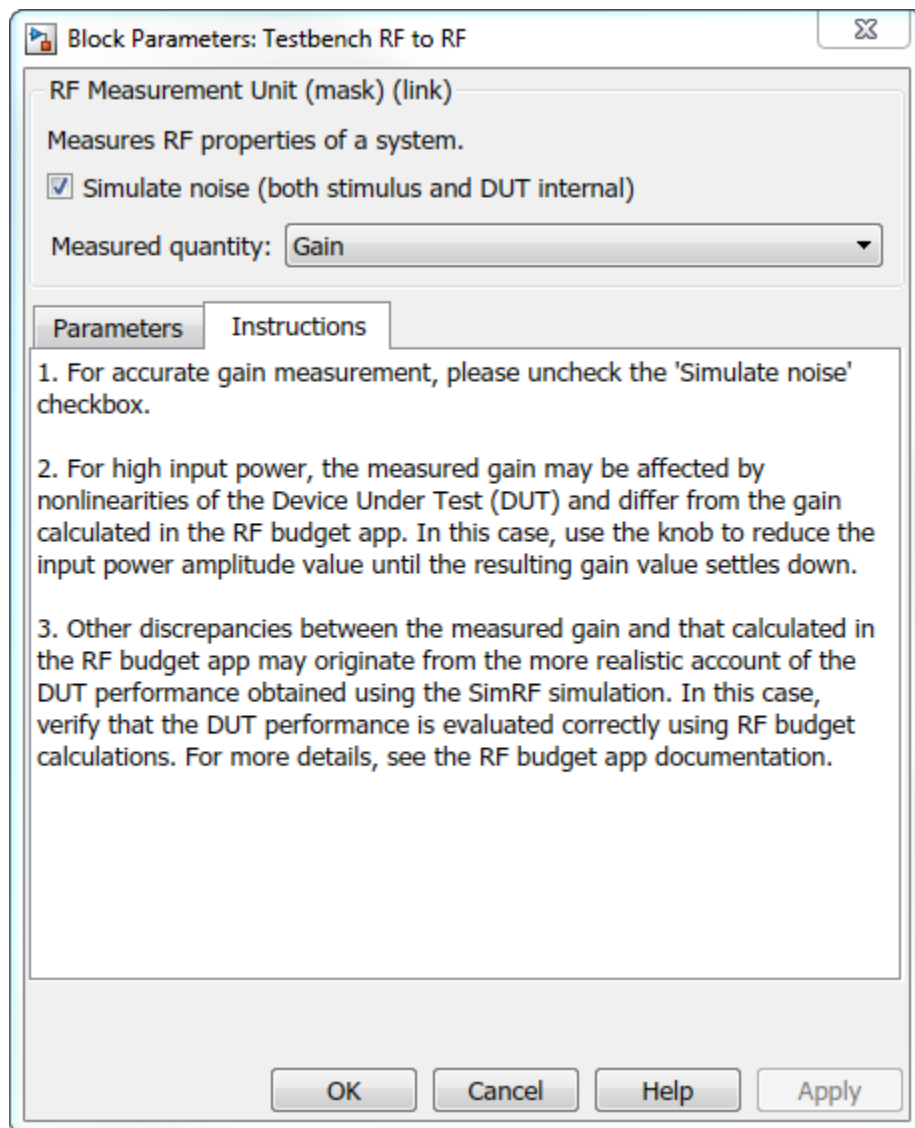 Block Parameters: Testbench RF to RF
RF Measurement Unit (mask) (link)
Measures RF properties of a system.
Simulate noise (both stimulus and DUT internal)
Measured quantity: Gain
Parameters Instructions
1. For accurate gain measurement, please uncheck the 'Simulate noise'
checkbox.
2. For high input power, the measured gain may be affected by
nonlinearities of the Device Under Test (DUT) and differ from the gain
calculated in the RF budget app. In this case, use the knob to reduce the
input power amplitude value until the resulting gain value settles down.
3. Other discrepancies between the measured gain and that calculated in
the RF budget app may originate from the more realistic account of the
DUT performance obtained using the SimRF simulation. In this case,
verify that the DUT performance is evaluated correctly using RF budget
calculations. For more details, see the RF budget app documentation.
OK Cancel Help Apply